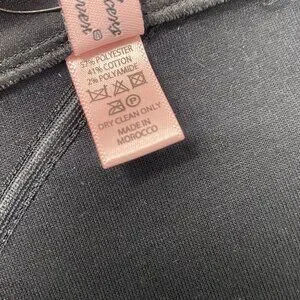 57% POLYESTER
41% COTTON
2% POLYAMIDE
DRY CLEAN ONLY
MADE IN
MOROCCO